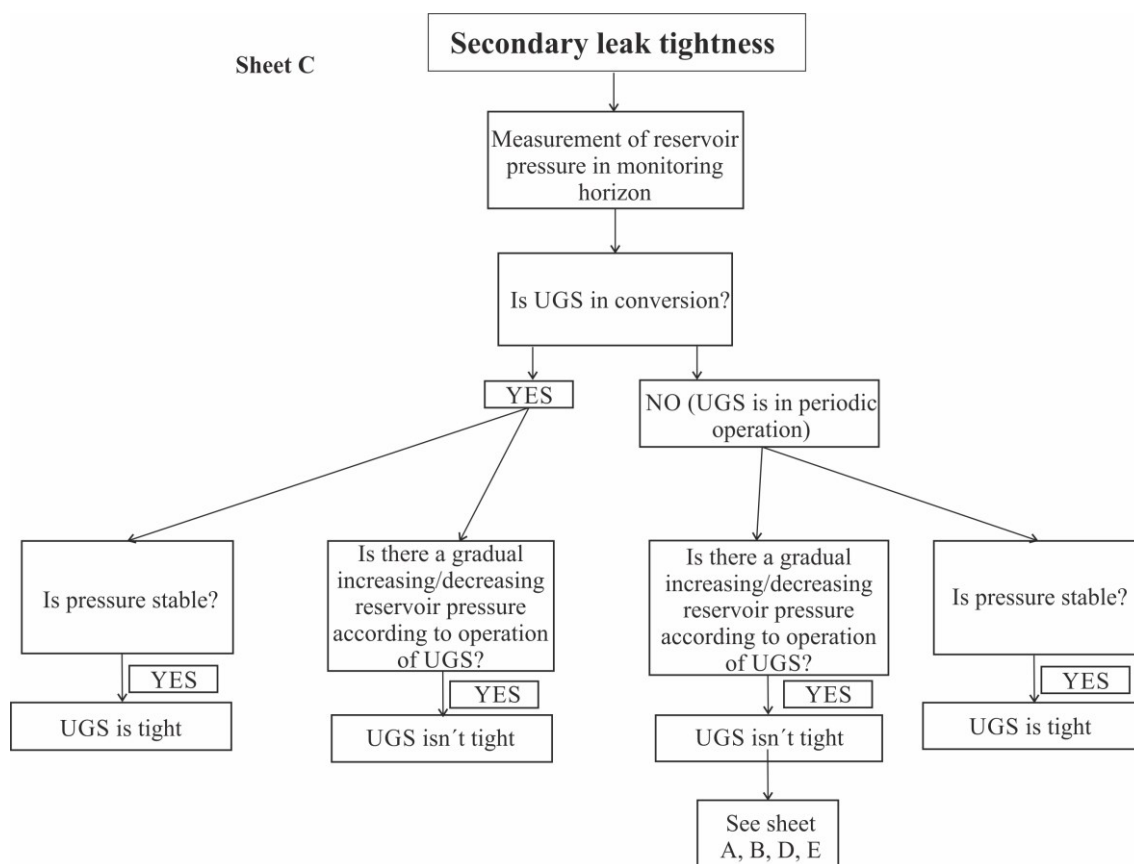 Secondary leak tightness
Sheet C
Measurement of reservoir
pressure in monitoring
horizon
Is UGS in conversion?
YES
NO (UGS is in periodic
operation)
Is pressure stable?
YES
UGS is tight
Is there a gradual
increasing/decreasing
reservoir pressure
according to operation
of UGS?
YES
UGS isn´t tight
Is there a gradual
increasing/decreasing
reservoir pressure
according to operation
of UGS?
YES
UGS isn´t tight
See sheet
A, B, D, E
Is pressure stable?
YES
UGS is tight